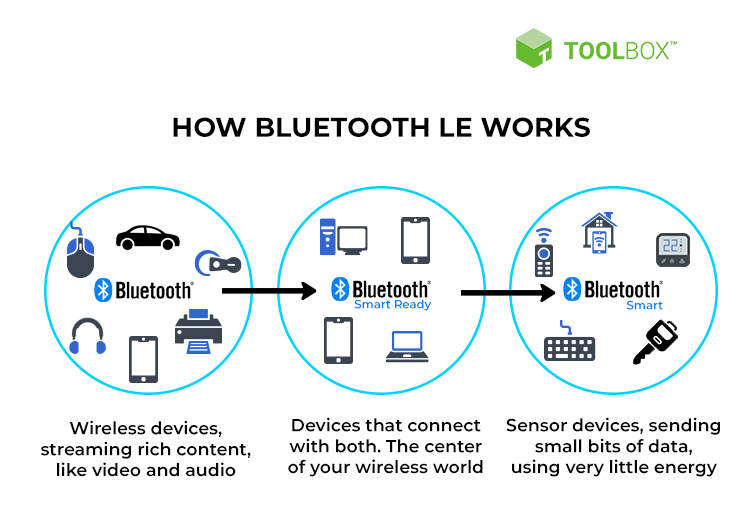 TOOLBOX™
HOW BLUETOOTH LE WORKS
Bluetooth®
Bluetooth®
Smart Ready
Bluetooth®
Smart
22°
Wireless devices,
streaming rich content,
like video and audio
Devices that connect
with both. The center
of your wireless world
Sensor devices, sending
small bits of data,
using very little energy